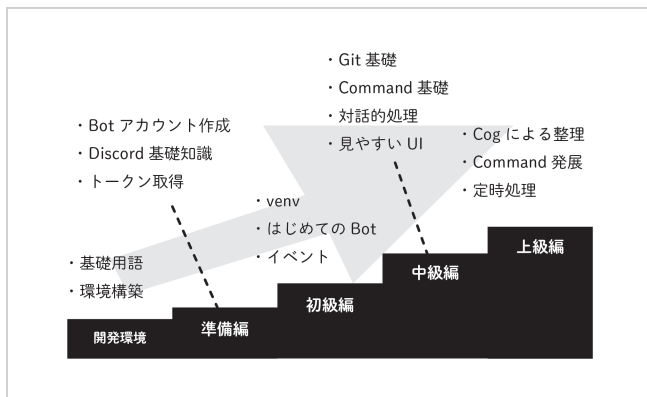 ・Git 基礎
・Command 基礎
・対話的処理
・見やすい UI
・Bot アカウント作成
・Discord 基礎知識
・トークン取得
・Cog による整理
・Command 発展
・定時処理
・venv
・はじめての Bot
・イベント
・基礎用語
・環境構築
開発環境
準備編
初級編
中級編
上級編